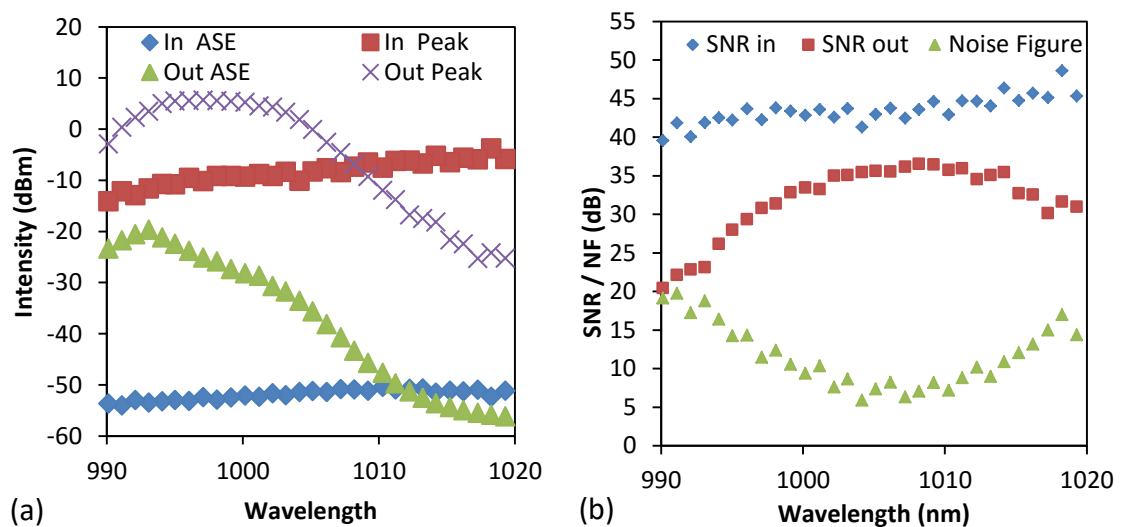 In ASE
In Peak
Out ASE
Out Peak
20
10
0
-10
-20
-30
-40
-50
-60
Intensity (dBm)
990
1000
1010
1020
Wavelength
(a)
SNR in
SNR out
Noise Figure
55
50
45
40
35
30
25
20
15
10
5
0
SNR / NF (dB)
990
1000
1010
1020
Wavelength (nm)
(b)